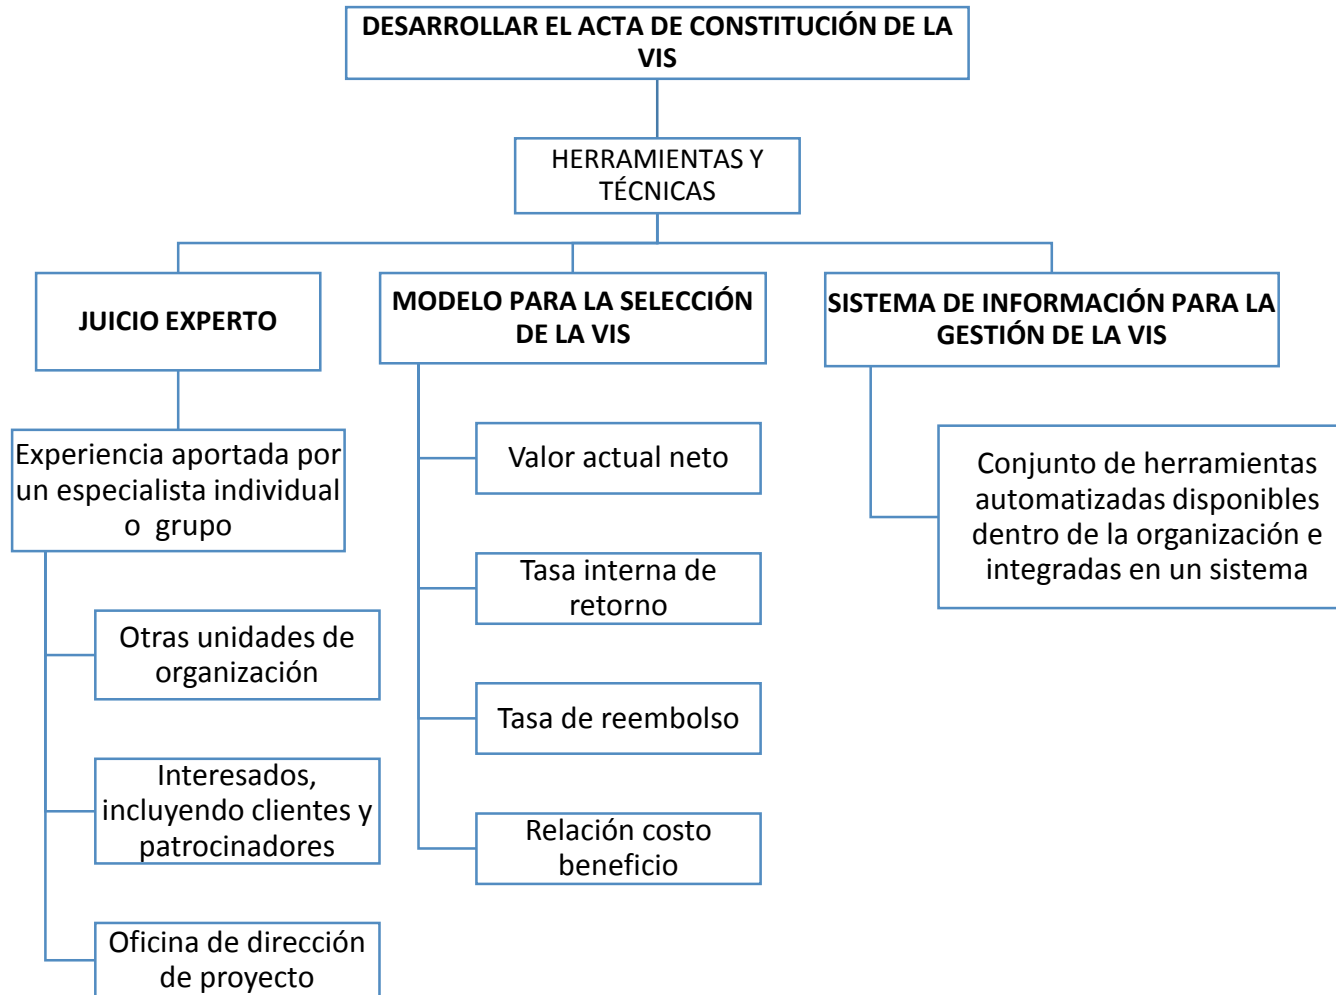 DESARROLLAR EL ACTA DE CONSTITUCIÓN DE LA
VIS
HERRAMIENTAS Y
TÉCNICAS
JUICIO EXPERTO
Experiencia aportada por
un especialista individual
o grupo
Otras unidades de
organización
Interesados,
incluyendo clientes y
patrocinadores
Oficina de dirección
de proyecto
MODELO PARA LA SELECCIÓN
DE LA VIS
Valor actual neto
Tasa interna de
retorno
Tasa de reembolso
Relación costo
beneficio
SISTEMA DE INFORMACIÓN PARA LA
GESTIÓN DE LA VIS
Conjunto de herramientas
automatizadas disponibles
dentro de la organización e
integradas en un sistema